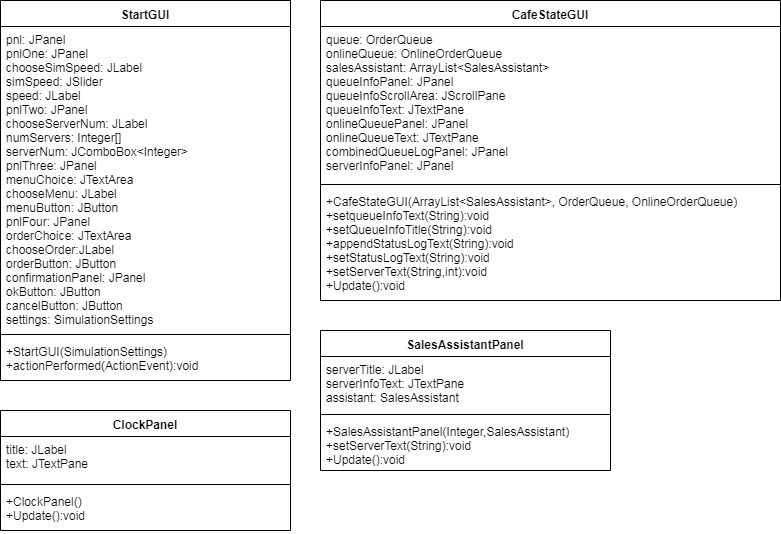 StartGUI
pnl: JPanel
pnlOne: JPanel
chooseSimSpeed: JLabel
simSpeed: JSlider
speed: JLabel
pnlTwo: JPanel
chooseServerNum: JLabel
numServers: Integer[]
serverNum: JComboBox<Integer>
pnlThree: JPanel
menuChoice: JTextArea
chooseMenu: JLabel
menuButton: JButton
pnlFour: JPanel
orderChoice: JTextArea
chooseOrder:JLabel
orderButton: JButton
confirmationPanel: JPanel
okButton: JButton
cancelButton: JButton
settings: SimulationSettings
+StartGUI(SimulationSettings)
+actionPerformed(ActionEvent):void
CafeStateGUI
queue: OrderQueue
onlineQueue: OnlineOrderQueue
salesAssistant: ArrayList<SalesAssistant>
queueInfoPanel: JPanel
queueInfoScrollArea: JScrollPane
queueInfoText: JTextPane
onlineQueuePanel: JPanel
onlineQueueText: JTextPane
combinedQueueLogPanel: JPanel
serverInfoPanel: JPanel
+CafeStateGUI(ArrayList<SalesAssistant>, OrderQueue, OnlineOrderQueue)
+setqueueInfoText(String):void
+setQueueInfoTitle(String):void
+appendStatusLogText(String):void
+setStatusLogText(String):void
+setServerText(String,int):void
+Update():void
SalesAssistantPanel
serverTitle: JLabel
serverInfoText: JTextPane
assistant: SalesAssistant
+SalesAssistantPanel(Integer,SalesAssistant)
+setServerText(String):void
+Update():void
ClockPanel
title: JLabel
text: JTextPane
+ClockPanel()
+Update():void